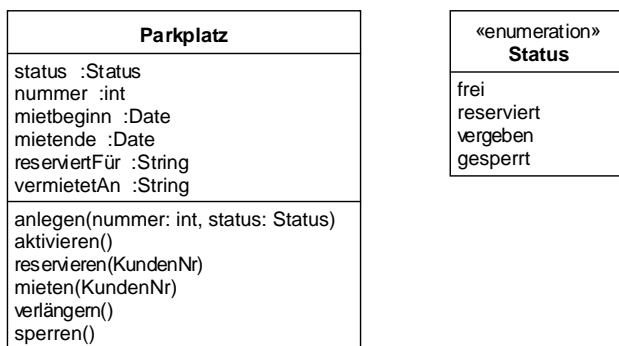 Parkplatz
status :Status
nummer :int
mietbeginn :Date
mietende :Date
reserviertFür :String
vermietetAn :String
anlegen(nummer: int, status: Status)
aktivieren()
reservieren(KundenNr)
mieten(KundenNr)
verlängern()
sperren()
«enumeration»
Status
frei
reserviert
vergeben
gesperrt